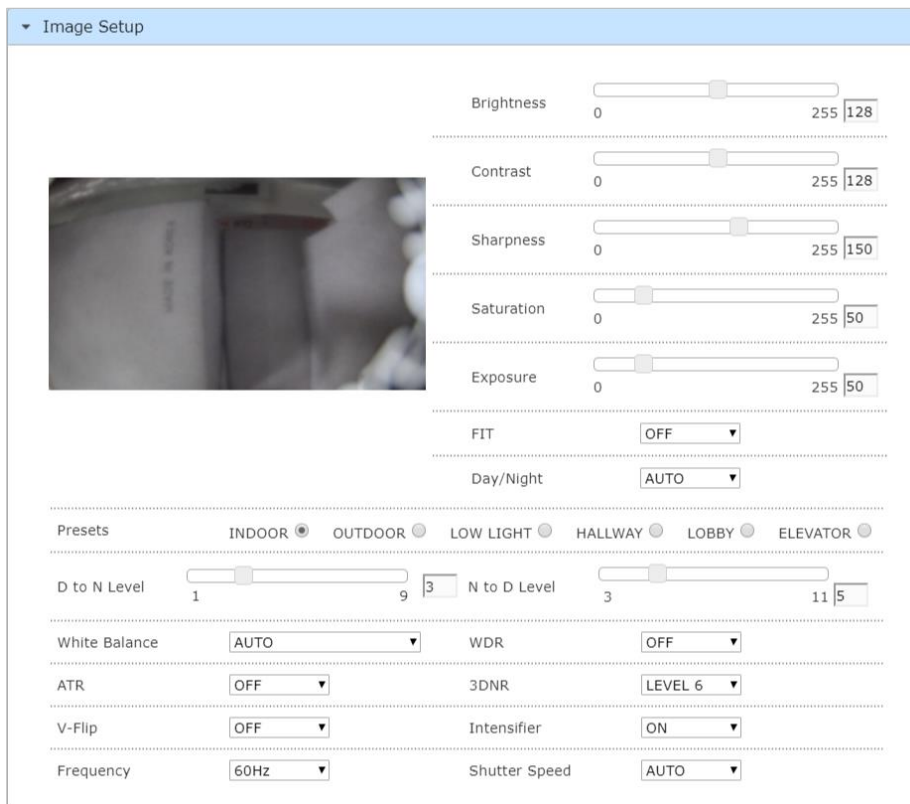 Image Setup
Brightness
0 255 128
Contrast
0 255 128
Sharpness
0 255 150
Saturation
0 255 50
Exposure
0 255 50
FIT OFF
Day/Night AUTO
Presets INDOOR OUTDOOR LOW LIGHT HALLWAY LOBBY ELEVATOR
D to N Level 1 9 3 N to D Level 3 11 5
White Balance AUTO WDR OFF
ATR OFF 3DNR LEVEL 6
V-Flip OFF Intensifier ON
Frequency 60Hz Shutter Speed AUTO